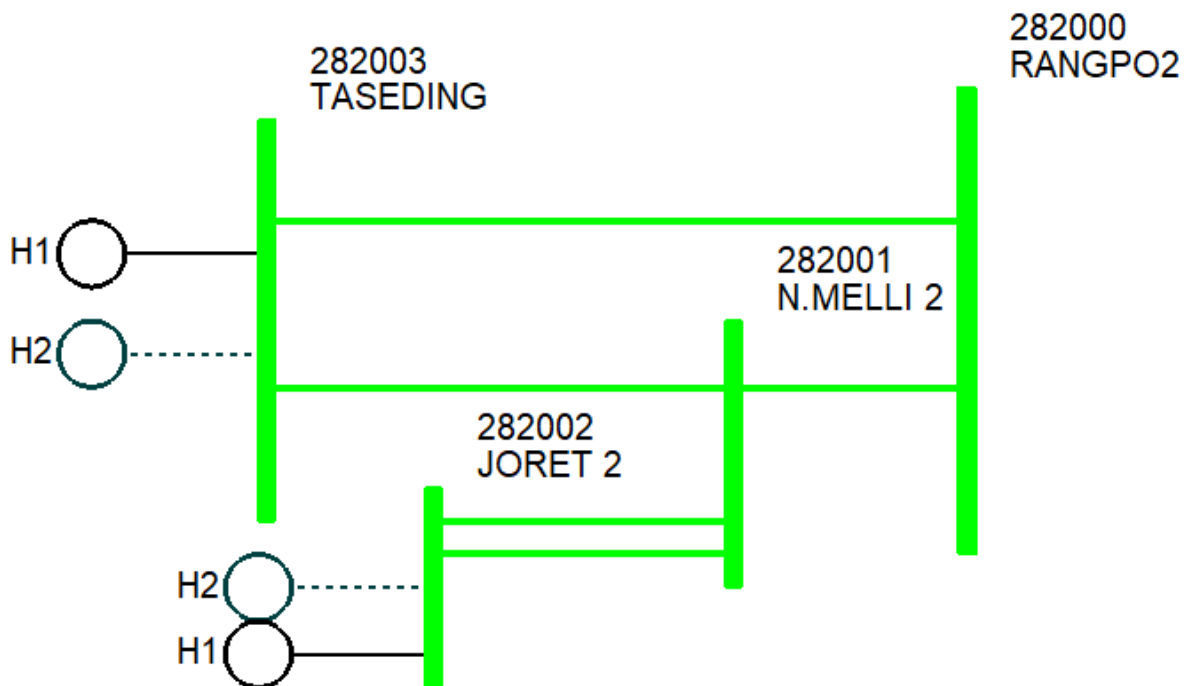 282000
RANGPO2
282003
TASEDING
H1
282001
N.MELLI 2
H2
282002
JORET 2
H2
H1